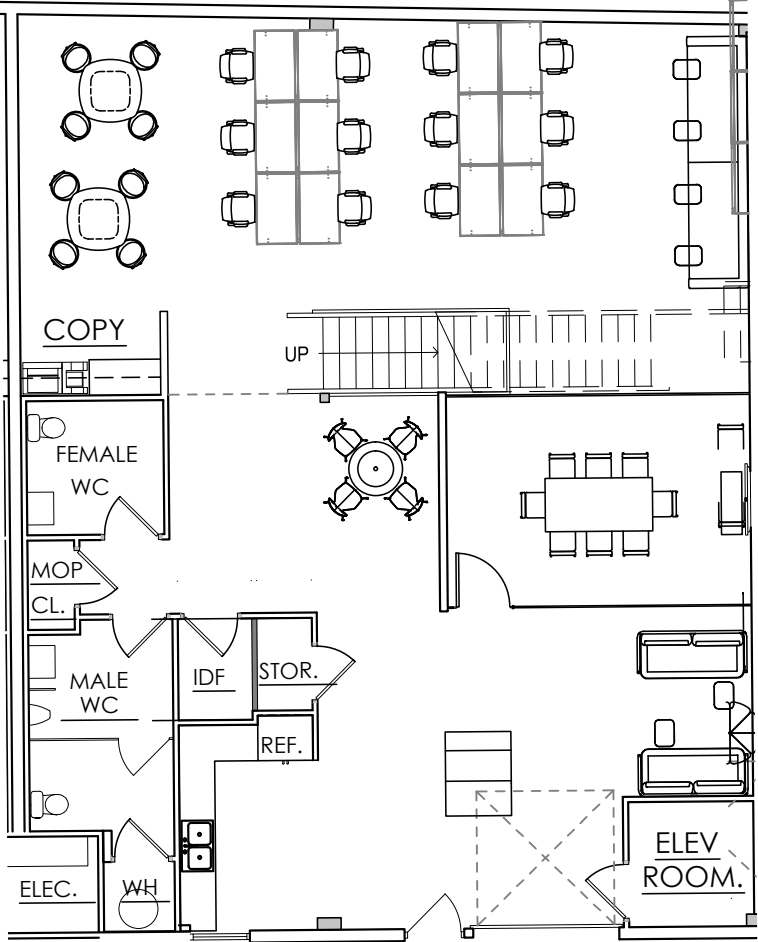 COPY
UP
FEMALE
WC
MOP
CL.
MALE
WC
IDF
STOR.
REF.
ELEV
ROOM.
ELEC.
WH